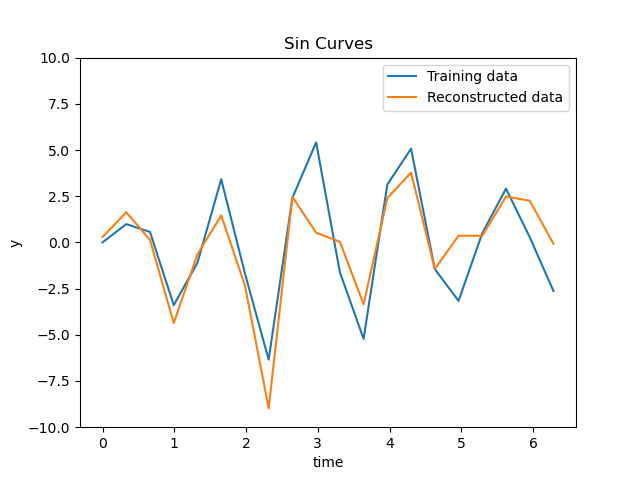 Sin Curves
Training data
Reconstructed data
10.0
7.5
5.0
2.5
0.0
−2.5
−5.0
−7.5
−10.0
y
0 1 2 3 4 5 6
time